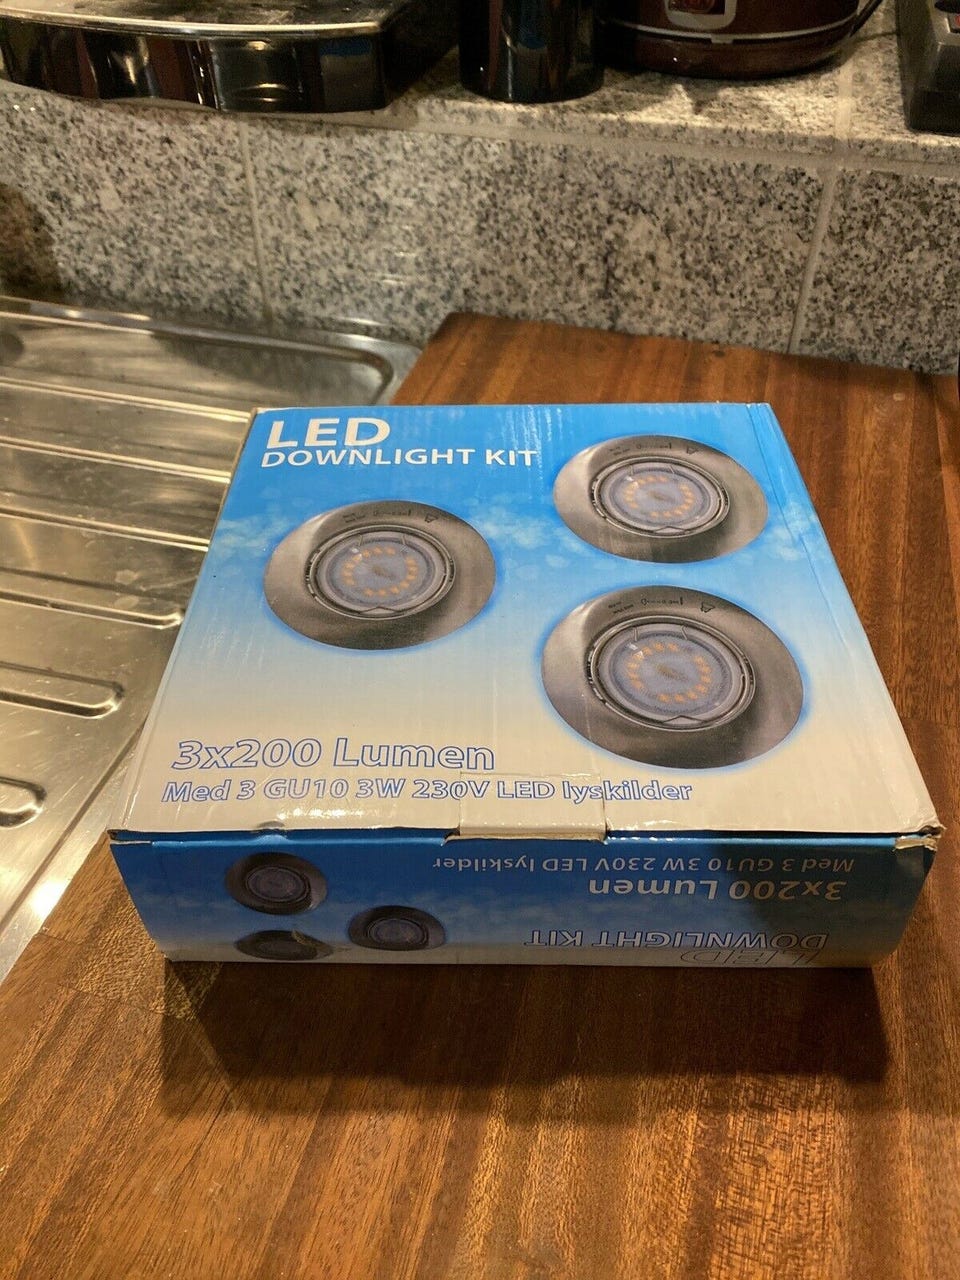 LED
DOWNLIGHT KIT
3x200 Lumen
Med 3 GU10 3W 230V LED lyskilder
Med 3 GU10 3W 230V LED lyskilder
3x200 Lumen
DOWNLIGHT KIT
LED